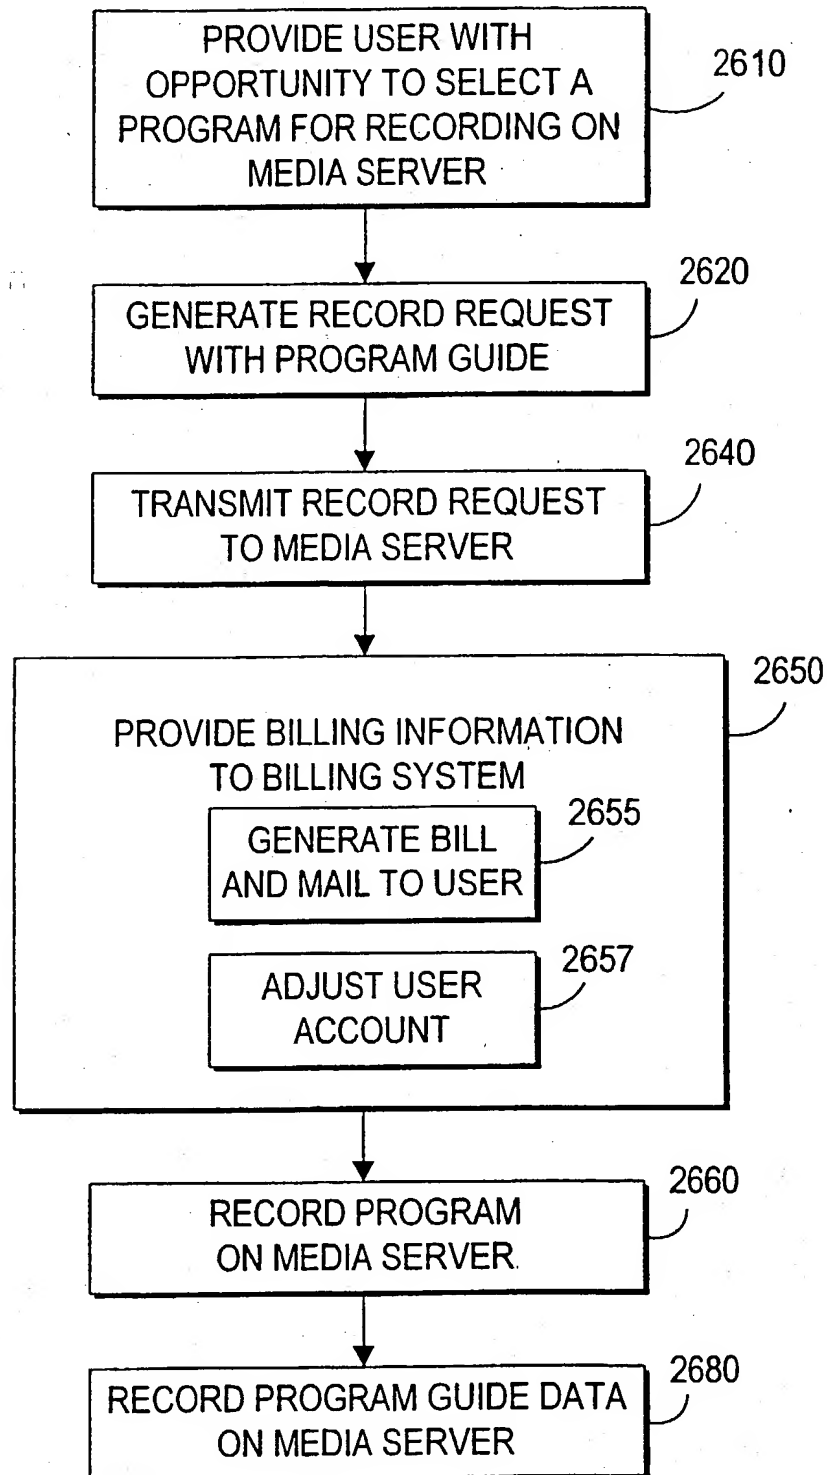 PROVIDE USER WITH
OPPORTUNITY TO SELECT A
PROGRAM FOR RECORDING ON
MEDIA SERVER
2610
GENERATE RECORD REQUEST
WITH PROGRAM GUIDE
2620
TRANSMIT RECORD REQUEST
TO MEDIA SERVER
2640
PROVIDE BILLING INFORMATION
TO BILLING SYSTEM
2650
GENERATE BILL
AND MAIL TO USER
2655
ADJUST USER
ACCOUNT
2657
RECORD PROGRAM
ON MEDIA SERVER
2660
RECORD PROGRAM GUIDE DATA
ON MEDIA SERVER
2680